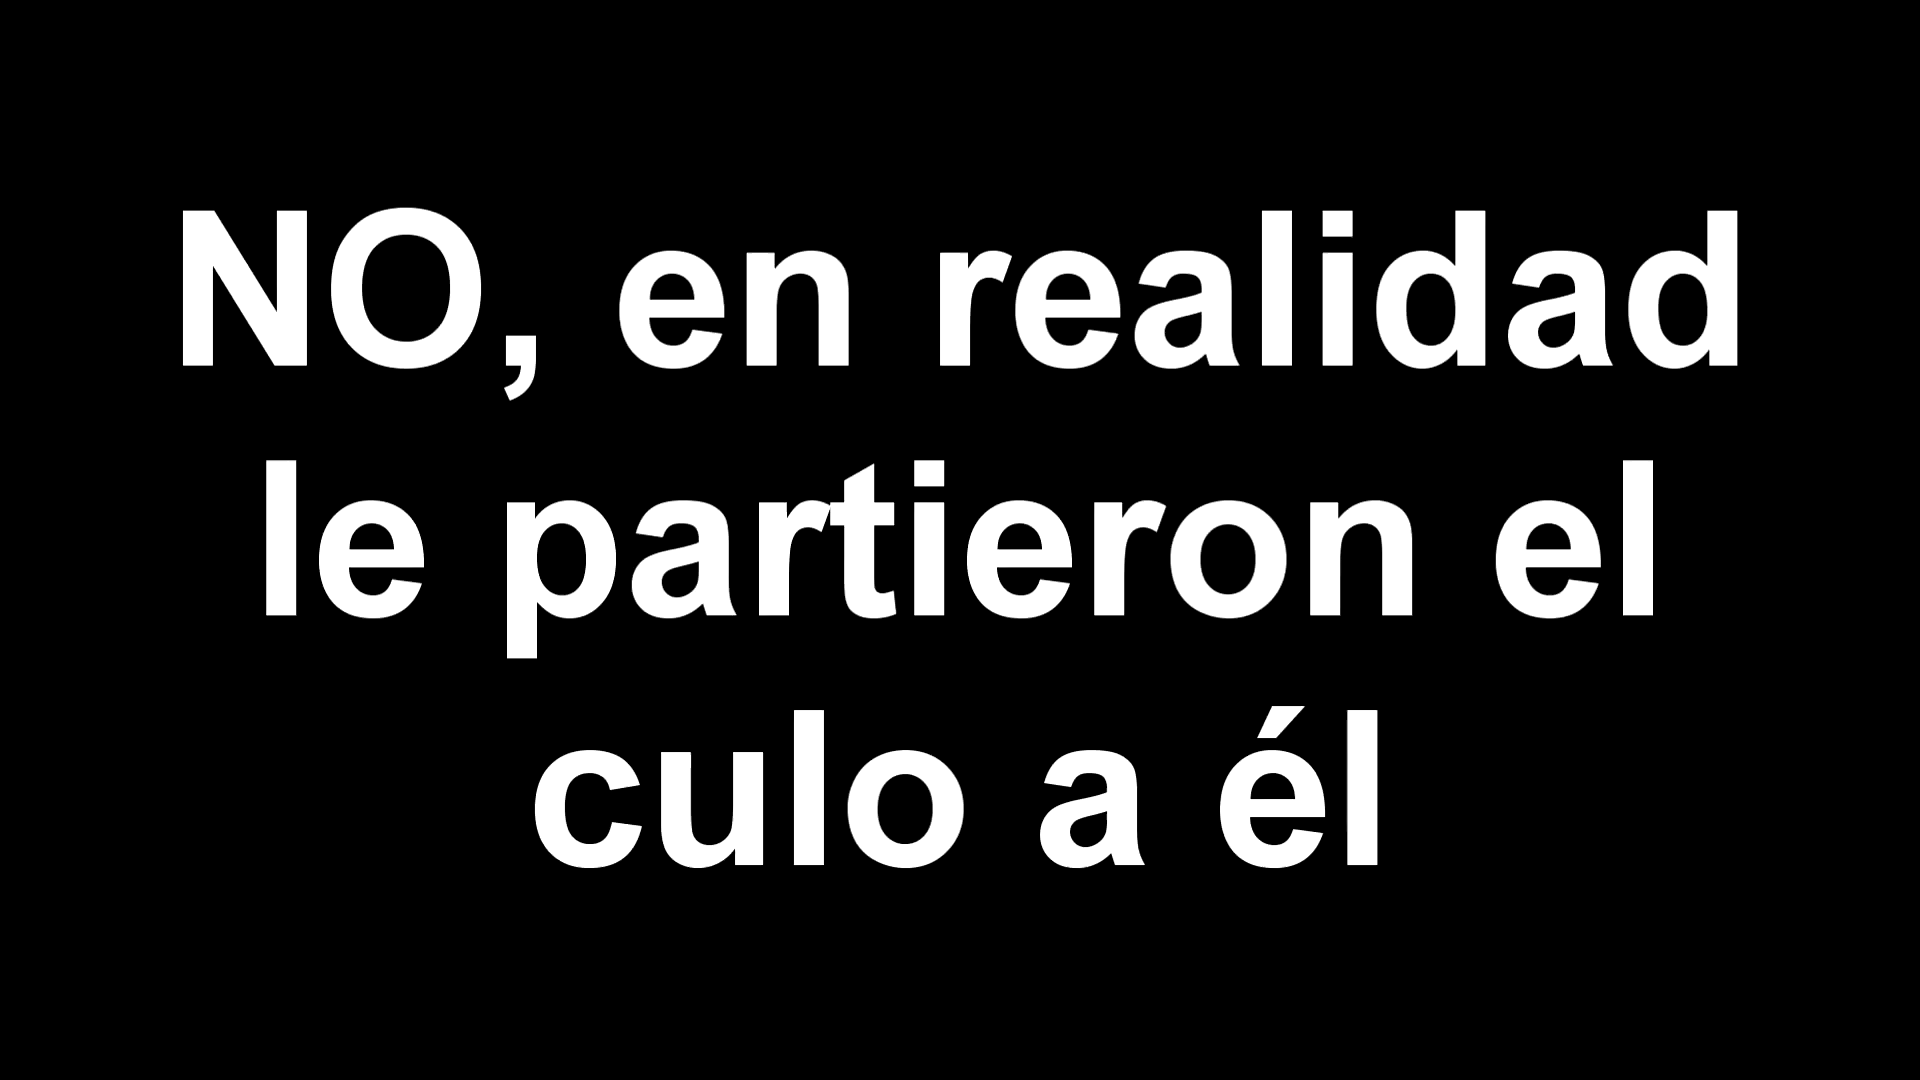 NO, en realidad
le partieron el
culo a él